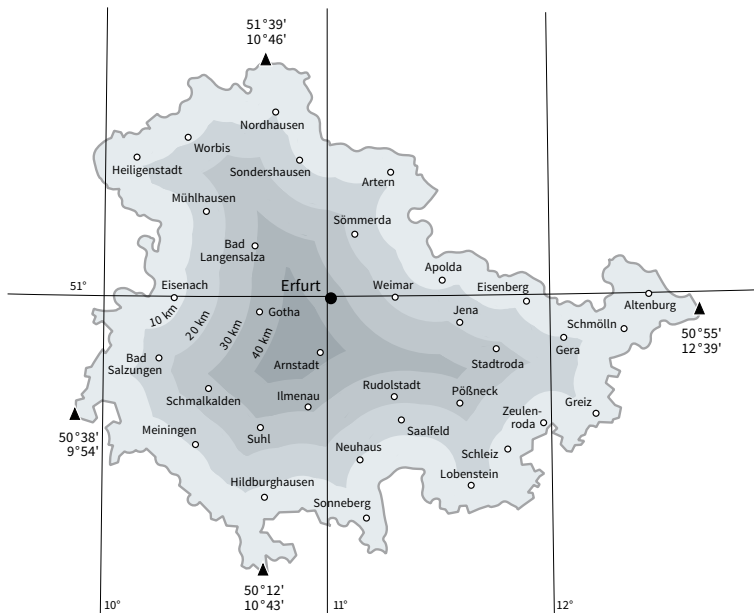 51°39'
10°46'
Nordhausen
Worbis
Heiligenstadt
Sondershausen
Artern
Mühlhausen
Sömmerda
Bad
Langensalza
Apolda
51°
Eisenach
Erfurt
Weimar
Eisenberg
Altenburg
10 km
20 km
30 km
40 km
Gotha
Jena
Schmölln
50°55'
12°39'
Gera
Bad
Salzungen
Arnstadt
Stadtroda
Schmalkalden
Ilmenau
Rudolstadt
Pößneck
Greiz
Zeulen-
roda
50°38'
9°54'
Meiningen
Suhl
Saalfeld
Neuhaus
Schleiz
Lobenstein
Hildburghausen
Sonneberg
50°12'
10°43'
10°
11°
12°